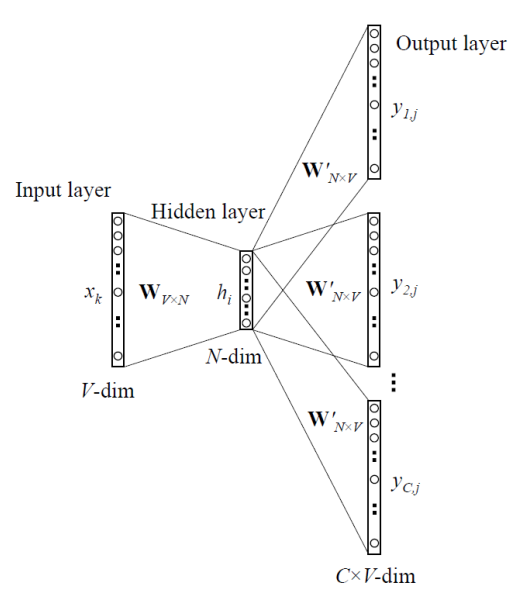 Output layer
y1,j
W'N×V
Input layer
Hidden layer
xk
WV×N
hi
W'N×V
y2,j
N-dim
V-dim
W'N×V
yC,j
C×V-dim